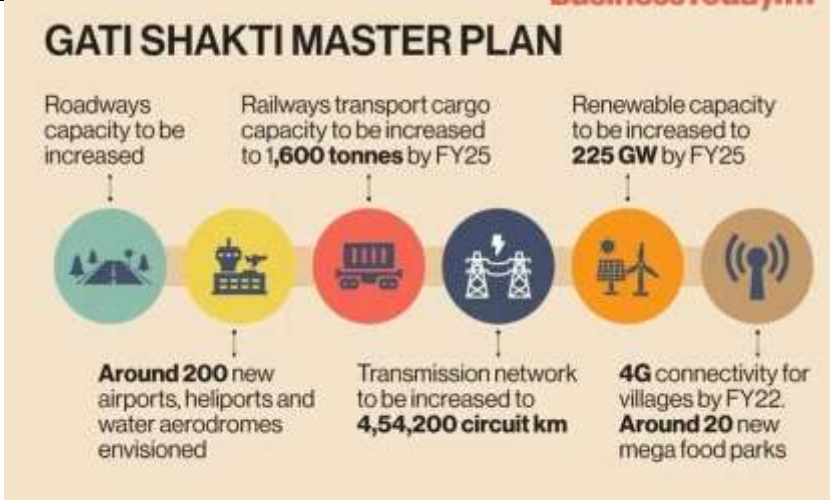 GATI SHAKTI MASTER PLAN
Roadways
capacity to be
increased
Railways transport cargo
capacity to be increased
to 1,600 tonnes by FY25
Renewable capacity
to be increased to
225 GW by FY25
Around 200 new
airports, heliports and
water aerodromes
envisioned
Transmission network
to be increased to
4,54,200 circuit km
4G connectivity for
villages by FY22.
Around 20 new
mega food parks